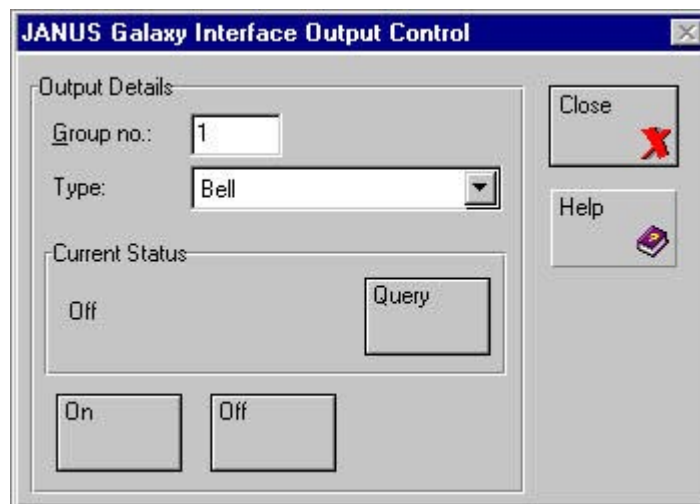 JANUS Galaxy Interface Output Control
Output Details
Group no.: 1
Type: Bell
Current Status
Off
Query
On
Off
Close
Help